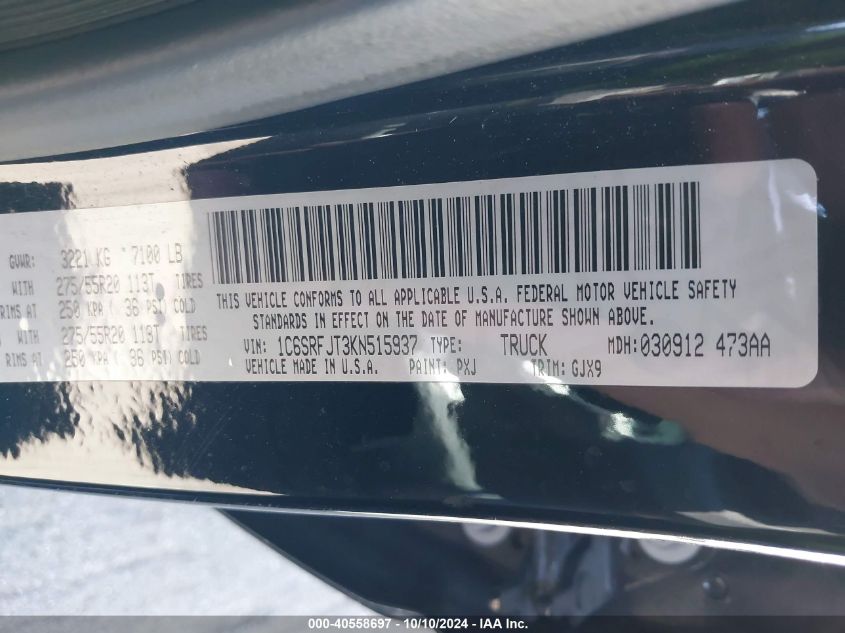 GVWR: 3221 KG * 7100 LB
WITH 275/55R20 113T TIRES
RIMS AT 250 KPA ( 36 PSI) COLD
WITH 275/55R20 113T TIRES
RIMS AT 250 KPA ( 36 PSI) COLD
THIS VEHICLE CONFORMS TO ALL APPLICABLE U.S.A. FEDERAL MOTOR VEHICLE SAFETY
STANDARDS IN EFFECT ON THE DATE OF MANUFACTURE SHOWN ABOVE.
VIN: 1C6SRFJT3KN515937 TYPE: TRUCK MDH:030912 473AA
VEHICLE MADE IN U.S.A. PAINT: PXJ TRIM: GJX9
000-40558697 - 10/10/2024 - IAA Inc.